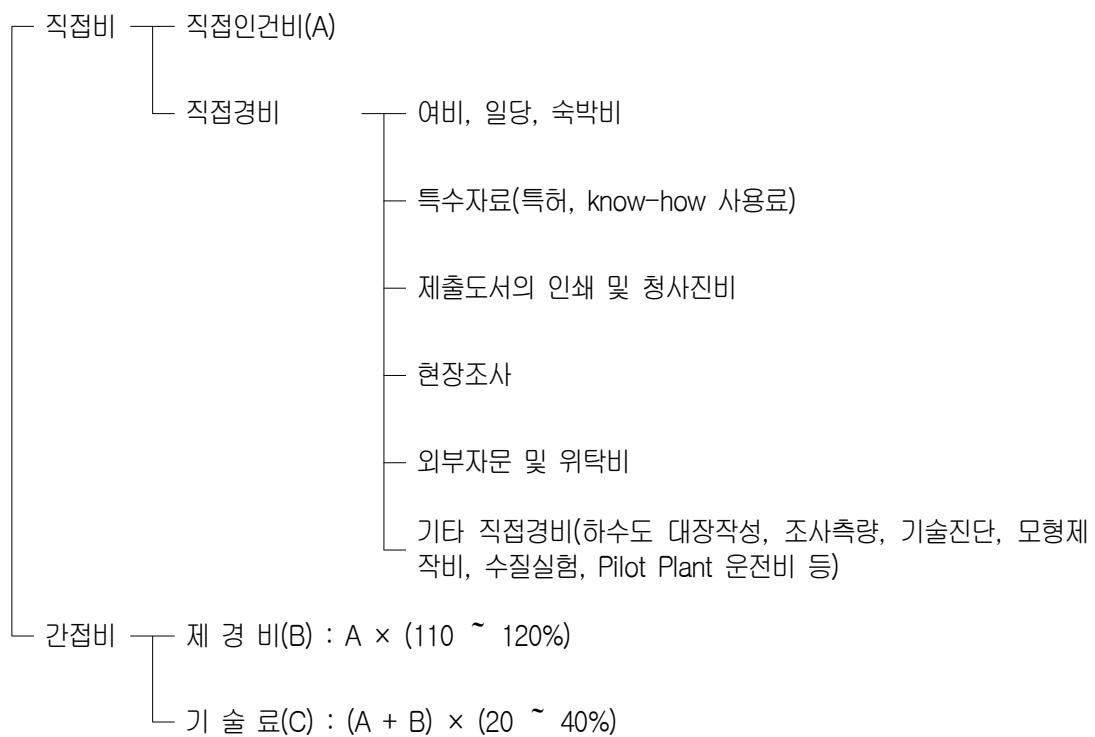 직접비 직접인건비(A)
직접경비 여비, 일당, 숙박비
특수자료(특허, know-how 사용료)
제출도서의 인쇄 및 청사진비
현장조사
외부자문 및 위탁비
기타 직접경비(하수도 대장작성, 조사측량, 기술진단, 모형제
작비, 수질실험, Pilot Plant 운전비 등)
간접비 제 경 비(B) : A × (110 ~ 120%)
기 술 료(C) : (A + B) × (20 ~ 40%)